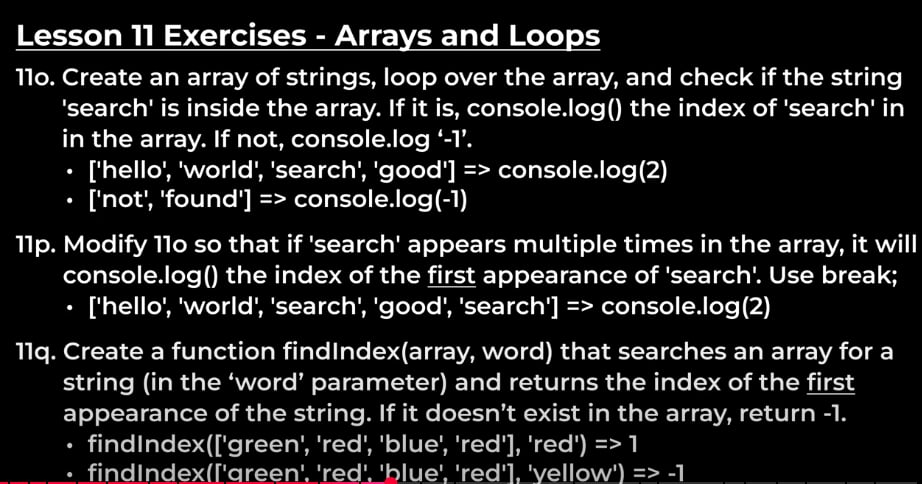 Lesson 11 Exercises - Arrays and Loops
11o. Create an array of strings, loop over the array, and check if the string
'search' is inside the array. If it is, console.log() the index of 'search' in
in the array. If not, console.log ‘-1’.
• ['hello', 'world', 'search', 'good'] => console.log(2)
• ['not', 'found'] => console.log(-1)
11p. Modify 11o so that if 'search' appears multiple times in the array, it will
console.log() the index of the first appearance of 'search'. Use break;
• ['hello', 'world', 'search', 'good', 'search'] => console.log(2)
11q. Create a function findIndex(array, word) that searches an array for a
string (in the ‘word’ parameter) and returns the index of the first
appearance of the string. If it doesn’t exist in the array, return -1.
• findIndex(['green', 'red', 'blue', 'red'], 'red') => 1
• findIndex(['green', 'red', 'blue', 'red'], 'yellow') => -1